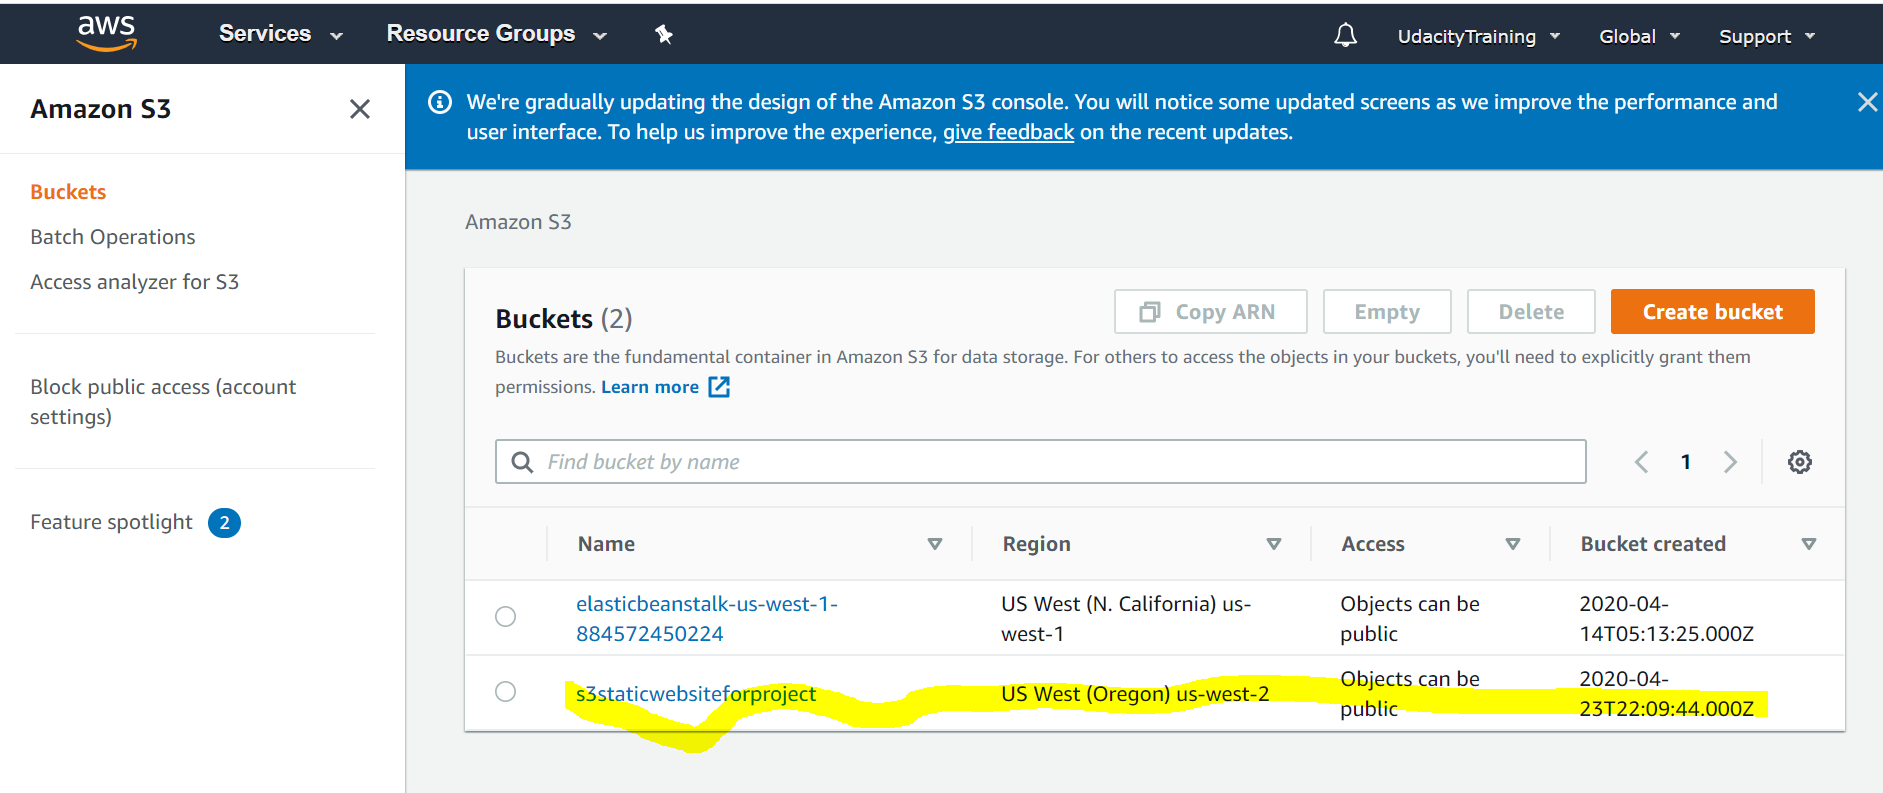 aws Services Resource Groups UdacityTraining Global Support
Amazon S3
We're gradually updating the design of the Amazon S3 console. You will notice some updated screens as we improve the performance and
user interface. To help us improve the experience, give feedback on the recent updates.
Buckets
Batch Operations
Access analyzer for S3
Block public access (account
settings)
Feature spotlight 2
Amazon S3
Buckets (2)
Copy ARN Empty Delete Create bucket
Buckets are the fundamental container in Amazon S3 for data storage. For others to access the objects in your buckets, you'll need to explicitly grant them
permissions. Learn more
Find bucket by name
1
Name Region Access Bucket created
elasticbeanstalk-us-west-1- US West (N. California) us- Objects can be 2020-04-
884572450224 west-1 public 14T05:13:25.000Z
s3staticwebsiteforproject US West (Oregon) us-west-2 Objects can be 2020-04-
public 23T22:09:44.000Z